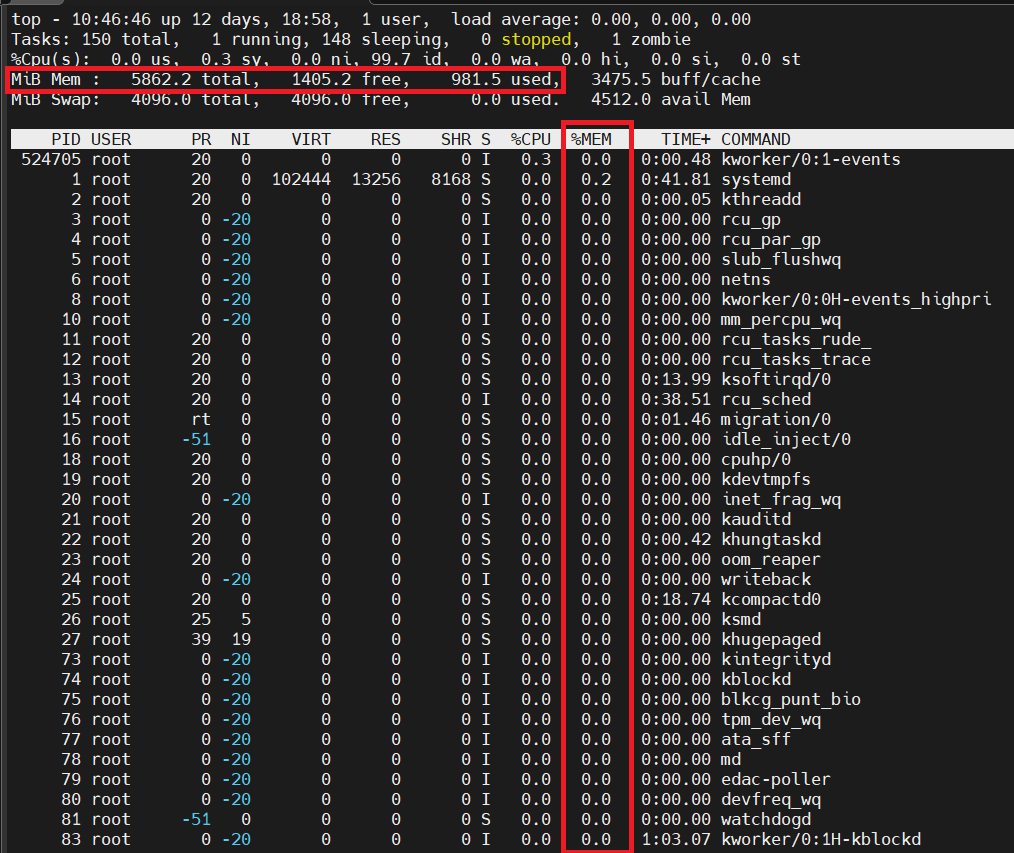 top - 10:46:46 up 12 days, 18:58,  1 user,  load average: 0.00, 0.00, 0.00
Tasks: 150 total,   1 running, 148 sleeping,   0 stopped,   1 zombie
%Cpu(s):  0.0 us,  0.3 sy,  0.0 ni, 99.7 id,  0.0 wa,  0.0 hi,  0.0 si,  0.0 st
MiB Mem :   5862.2 total,   1405.2 free,    981.5 used,   3475.5 buff/cache
MiB Swap:   4096.0 total,   4096.0 free,      0.0 used.   4512.0 avail Mem
PID USER      PR  NI    VIRT    RES    SHR S  %CPU  %MEM     TIME+ COMMAND
524705 root      20   0       0      0      0 I   0.3   0.0   0:00.48 kworker/0:1-events
1 root      20   0  102444  13256   8168 S   0.0   0.2   0:41.81 systemd
2 root      20   0       0      0      0 S   0.0   0.0   0:00.05 kthreadd
3 root       0 -20       0      0      0 I   0.0   0.0   0:00.00 rcu_gp
4 root       0 -20       0      0      0 I   0.0   0.0   0:00.00 rcu_par_gp
5 root       0 -20       0      0      0 I   0.0   0.0   0:00.00 slub_flushwq
6 root       0 -20       0      0      0 I   0.0   0.0   0:00.00 netns
8 root       0 -20       0      0      0 I   0.0   0.0   0:00.00 kworker/0:0H-events_highpri
10 root       0 -20       0      0      0 I   0.0   0.0   0:00.00 mm_percpu_wq
11 root      20   0       0      0      0 S   0.0   0.0   0:00.00 rcu_tasks_rude_
12 root      20   0       0      0      0 S   0.0   0.0   0:00.00 rcu_tasks_trace
13 root      20   0       0      0      0 S   0.0   0.0   0:13.99 ksoftirqd/0
14 root      20   0       0      0      0 I   0.0   0.0   0:38.51 rcu_sched
15 root      rt   0       0      0      0 S   0.0   0.0   0:01.46 migration/0
16 root     -51   0       0      0      0 S   0.0   0.0   0:00.00 idle_inject/0
18 root      20   0       0      0      0 S   0.0   0.0   0:00.00 cpuhp/0
19 root      20   0       0      0      0 S   0.0   0.0   0:00.00 kdevtmpfs
20 root       0 -20       0      0      0 I   0.0   0.0   0:00.00 inet_frag_wq
21 root      20   0       0      0      0 S   0.0   0.0   0:00.00 kauditd
22 root      20   0       0      0      0 S   0.0   0.0   0:00.42 khungtaskd
23 root      20   0       0      0      0 S   0.0   0.0   0:00.00 oom_reaper
24 root       0 -20       0      0      0 I   0.0   0.0   0:00.00 writeback
25 root      20   0       0      0      0 S   0.0   0.0   0:18.74 kcompactd0
26 root      25   5       0      0      0 S   0.0   0.0   0:00.00 ksmd
27 root      39  19       0      0      0 S   0.0   0.0   0:00.00 khugepaged
73 root       0 -20       0      0      0 I   0.0   0.0   0:00.00 kintegrityd
74 root       0 -20       0      0      0 I   0.0   0.0   0:00.00 kblockd
75 root       0 -20       0      0      0 I   0.0   0.0   0:00.00 blkcg_punt_bio
76 root       0 -20       0      0      0 I   0.0   0.0   0:00.00 tpm_dev_wq
77 root       0 -20       0      0      0 I   0.0   0.0   0:00.00 ata_sff
78 root       0 -20       0      0      0 I   0.0   0.0   0:00.00 md
79 root       0 -20       0      0      0 I   0.0   0.0   0:00.00 edac-poller
80 root       0 -20       0      0      0 I   0.0   0.0   0:00.00 devfreq_wq
81 root     -51   0       0      0      0 S   0.0   0.0   0:00.00 watchdogd
83 root       0 -20       0      0      0 I   0.0   0.0   1:03.07 kworker/0:1H-kblockd